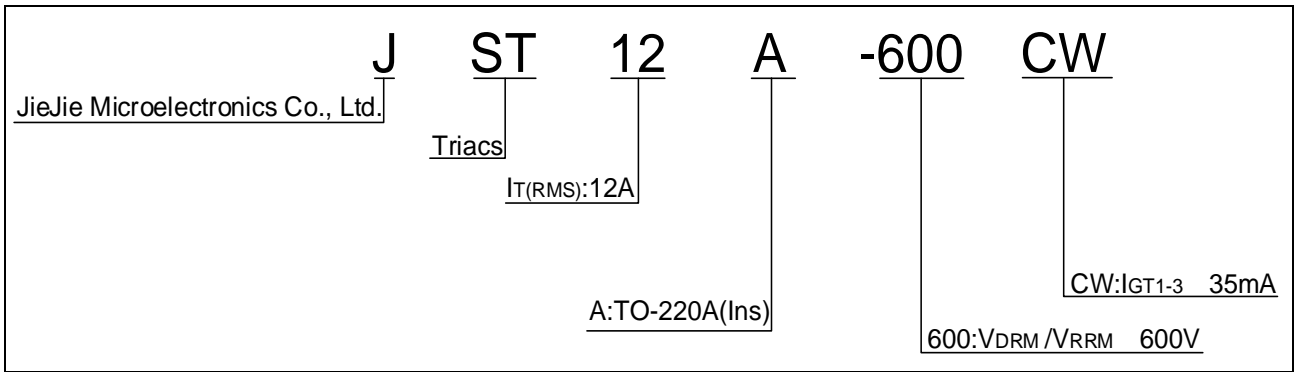 J ST 12 A -600 CW
JieJie Microelectronics Co., Ltd.
Triacs
IT(RMS):12A
CW:IGT1-3 35mA
A:TO-220A(Ins)
600:VDRM /VRRM 600V